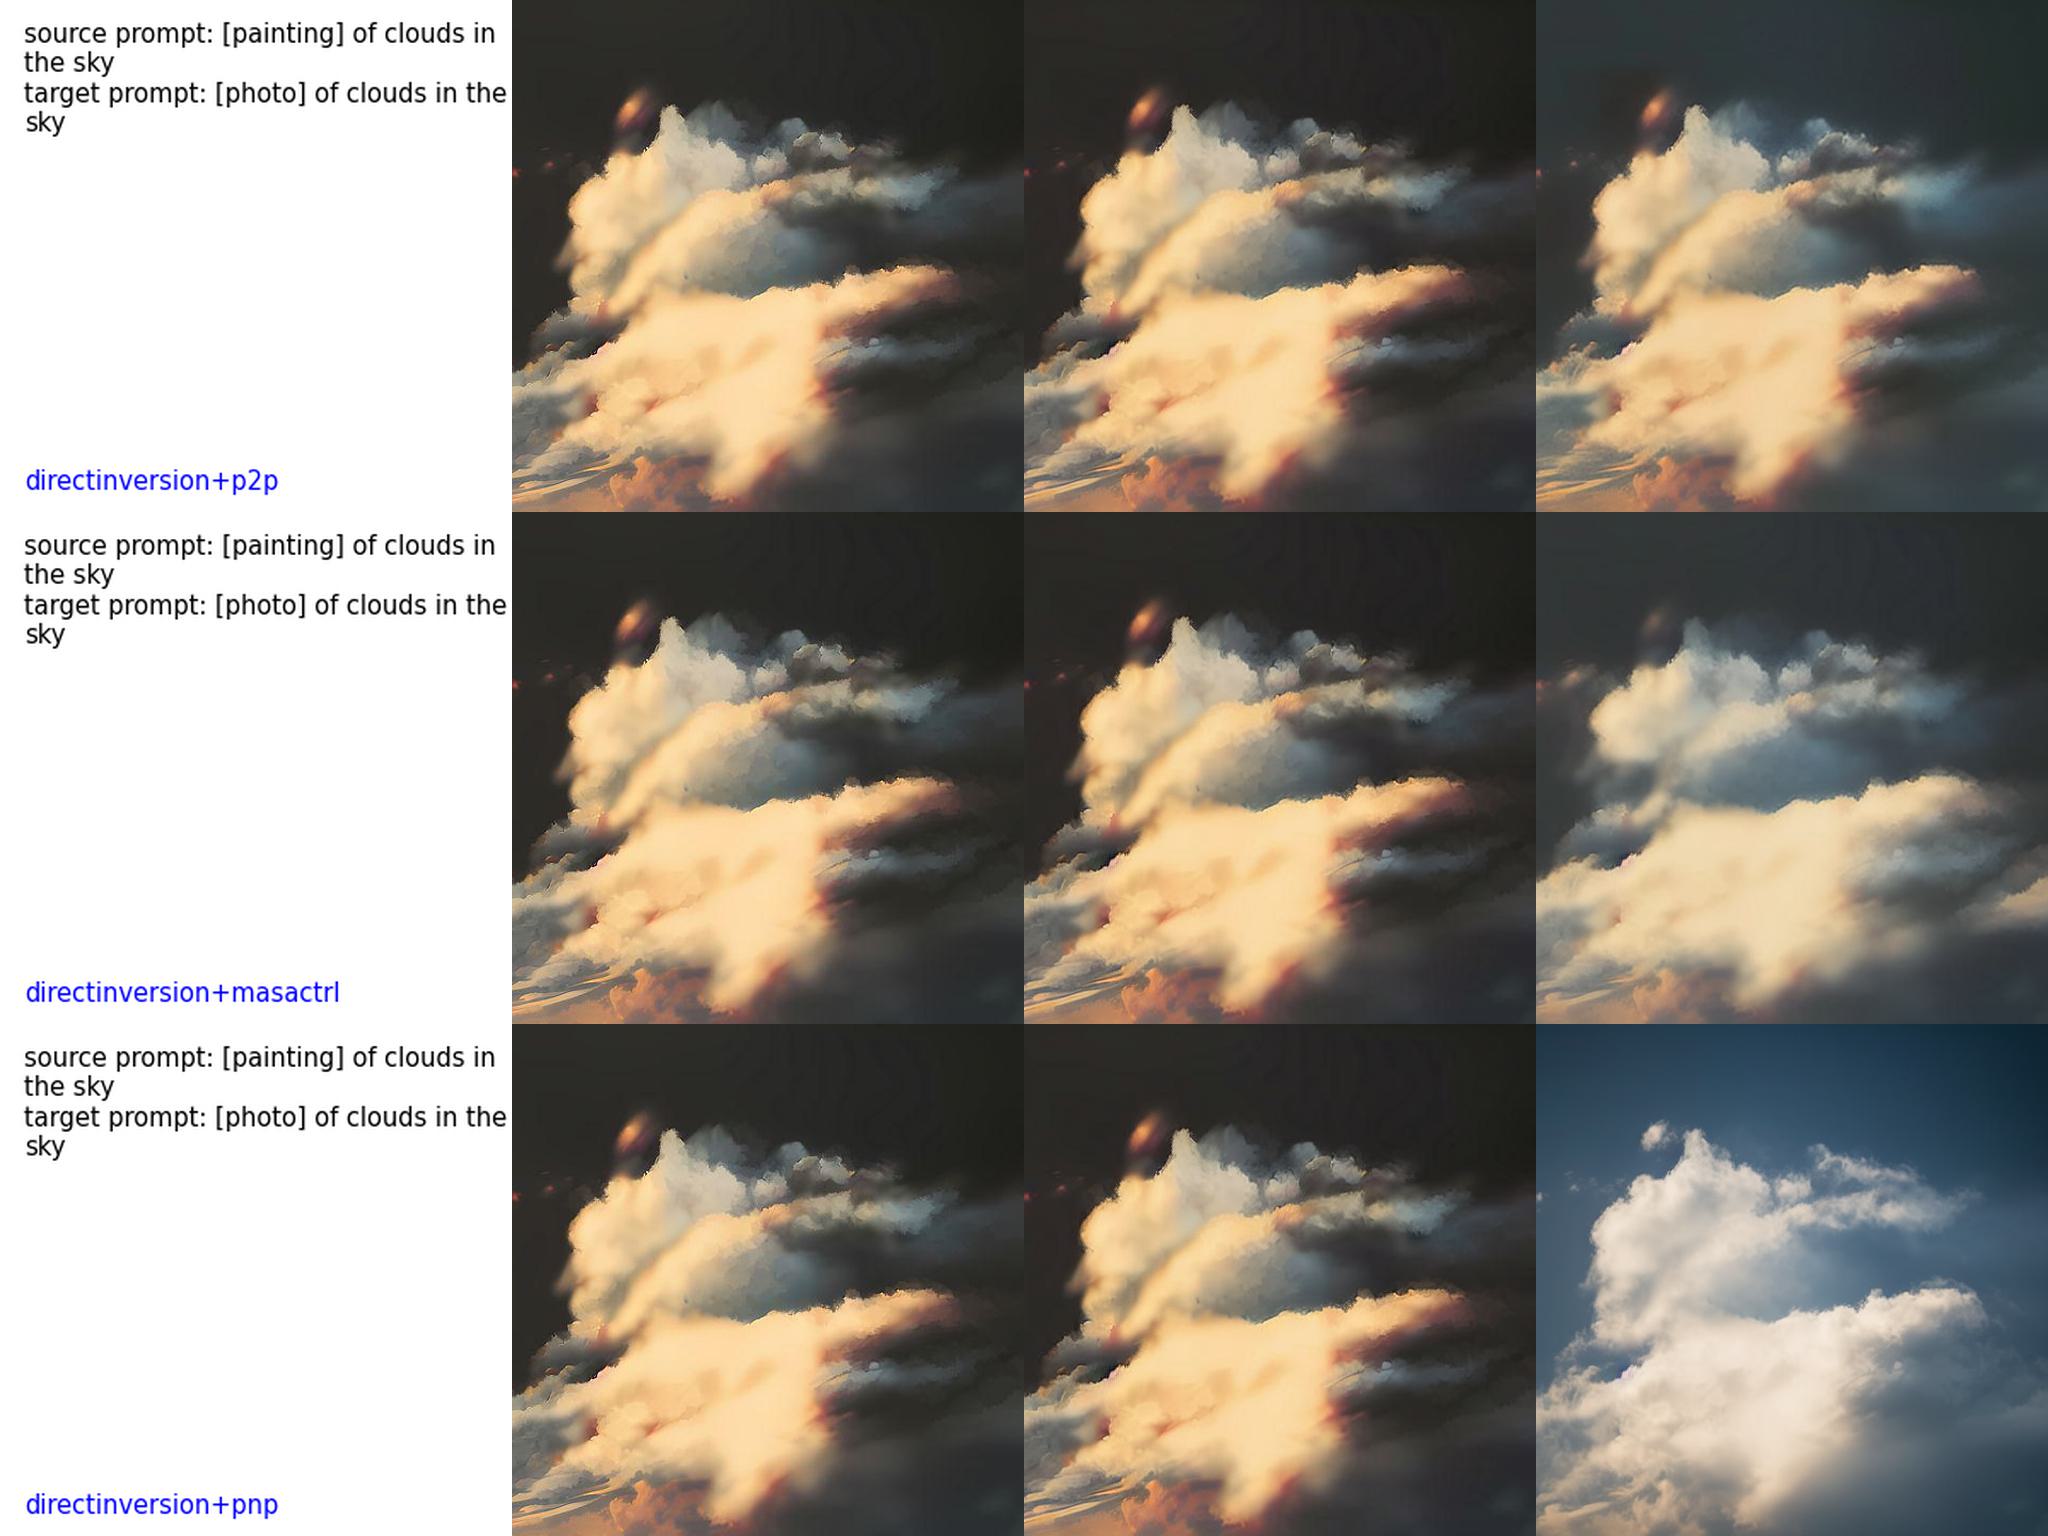 source prompt: [painting] of clouds in
the sky
target prompt: [photo] of clouds in the
sky
directinversion+p2p
source prompt: [painting] of clouds in
the sky
target prompt: [photo] of clouds in the
sky
directinversion+masactrl
source prompt: [painting] of clouds in
the sky
target prompt: [photo] of clouds in the
sky
directinversion+pnp